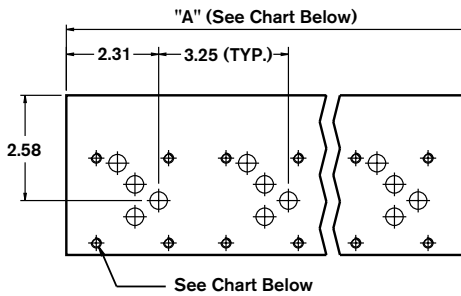 "A" (See Chart Below)
2.31
3.25 (TYP.)
2.58
See Chart Below